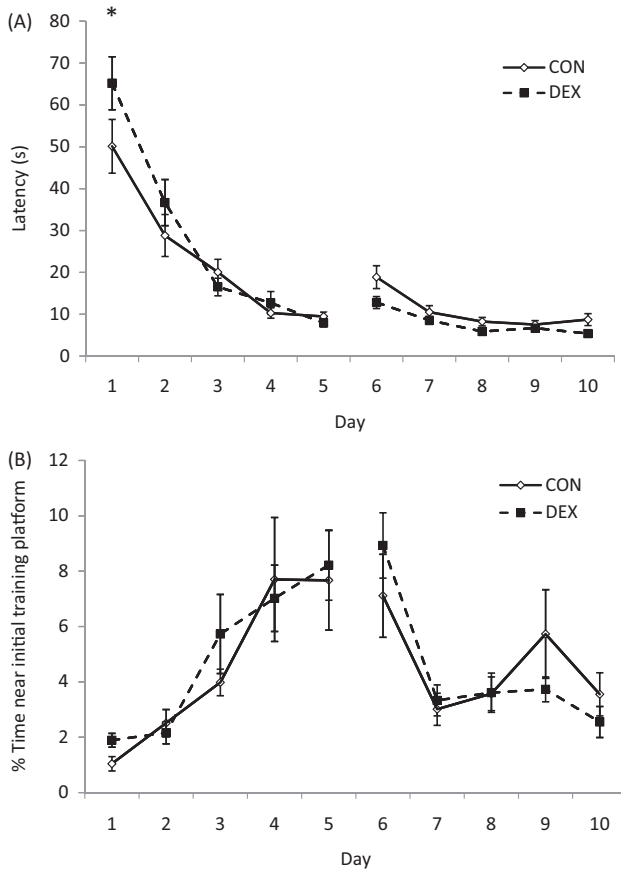 (A)
*
80
70
60
50
40
30
20
10
0
Latency (s)
CON
DEX
1 2 3 4 5 6 7 8 9 10
Day
(B)
12
10
8
6
4
2
0
% Time near initial training platform
CON
DEX
1 2 3 4 5 6 7 8 9 10
Day